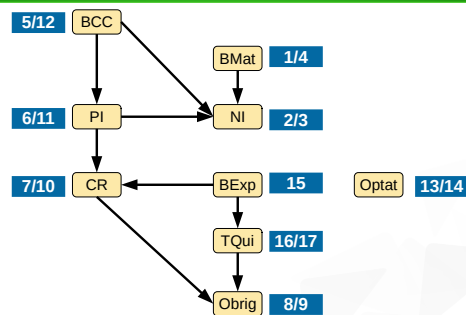 5/12 BCC
BMat 1/4
6/11 PI NI 2/3
7/10 CR BExp 15 Optat 13/14
TQui 16/17
Obrig 8/9